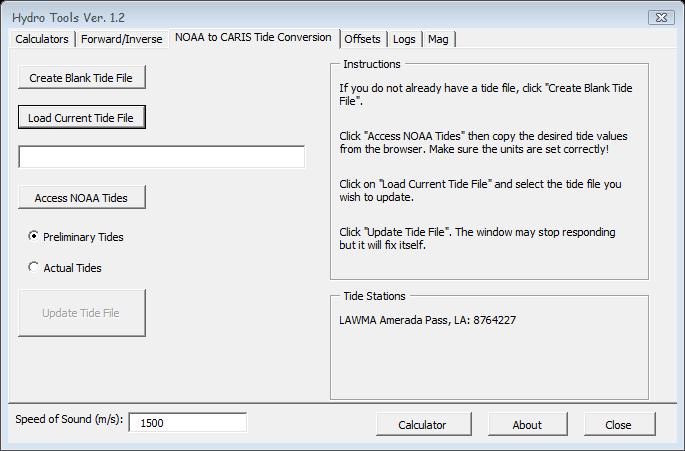 Hydro Tools Ver. 1.2
Calculators Forward/Inverse NOAA to CARIS Tide Conversion Offsets Logs Mag
Create Blank Tide File
Load Current Tide File
Access NOAA Tides
Preliminary Tides
Actual Tides
Update Tide File
Instructions
If you do not already have a tide file, click "Create Blank Tide
File".
Click "Access NOAA Tides" then copy the desired tide values
from the browser. Make sure the units are set correctly!
Click on "Load Current Tide File" and select the tide file you
wish to update.
Click "Update Tide File". The window may stop responding
but it will fix itself.
Tide Stations
LAWMA Amerada Pass, LA: 8764227
Speed of Sound (m/s): 1500
Calculator About Close